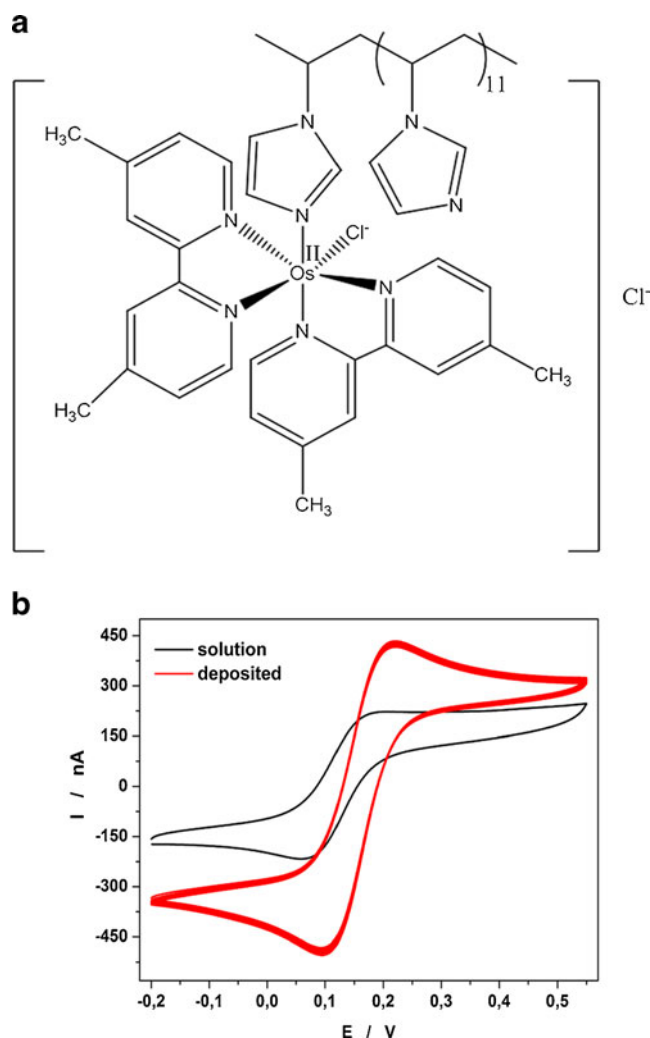 a
11
H₃C
N
N
N
N
N
Cl⁻
II
Os
N
N
N
Cl⁻
H₃C
CH₃
CH₃
b
solution
deposited
450
300
150
0
-150
-300
-450
I / nA
-0,2 -0,1 0,0 0,1 0,2 0,3 0,4 0,5
E / V